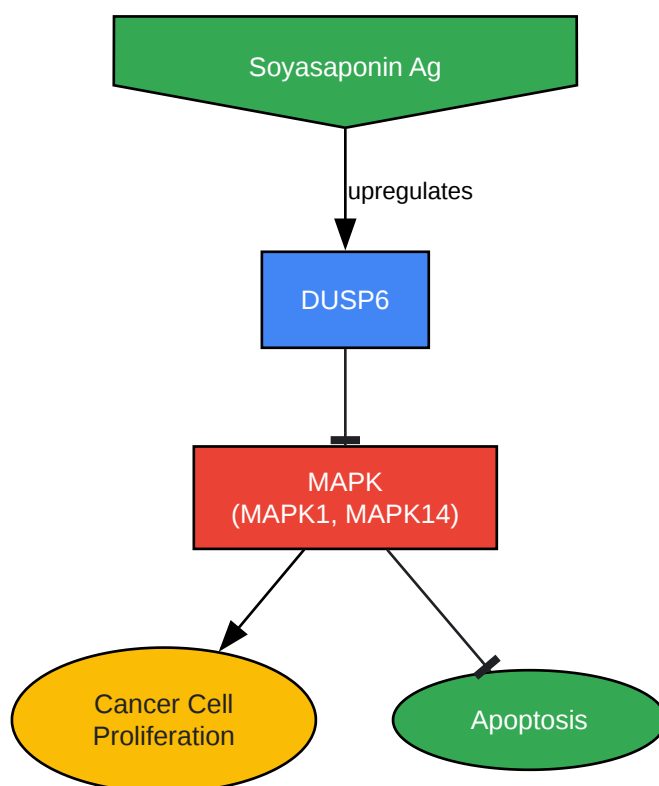 Soyasaponin Ag
upregulates
DUSP6
MAPK
(MAPK1, MAPK14)
Cancer Cell
Proliferation
Apoptosis